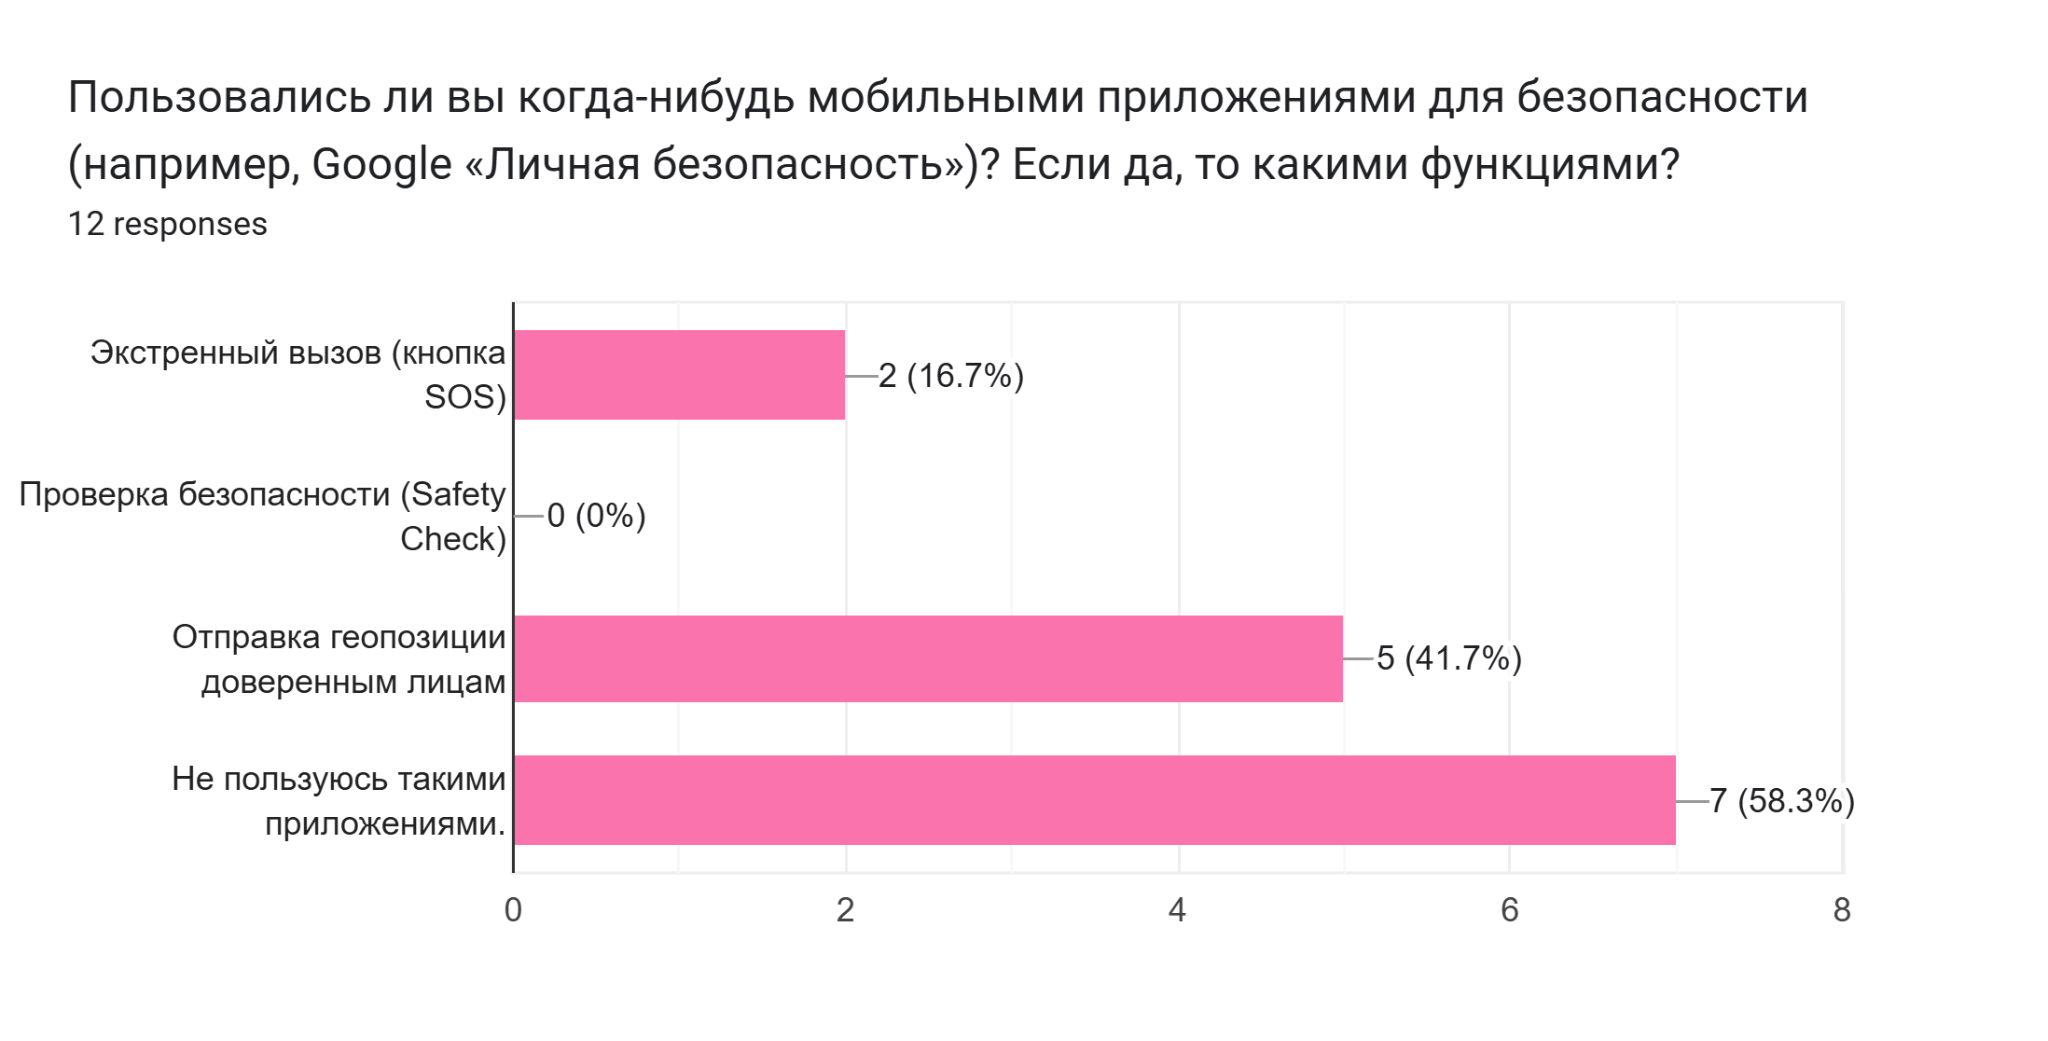 Пользовались ли вы когда-нибудь мобильными приложениями для безопасности
(например, Google «Личная безопасность»)? Если да, то какими функциями?
12 responses
Экстренный вызов (кнопка
SOS)
2 (16.7%)
Проверка безопасности (Safety
Check)
0 (0%)
Отправка геопозиции
доверенным лицам
5 (41.7%)
Не пользуюсь такими
приложениями.
7 (58.3%)
0 2 4 6 8